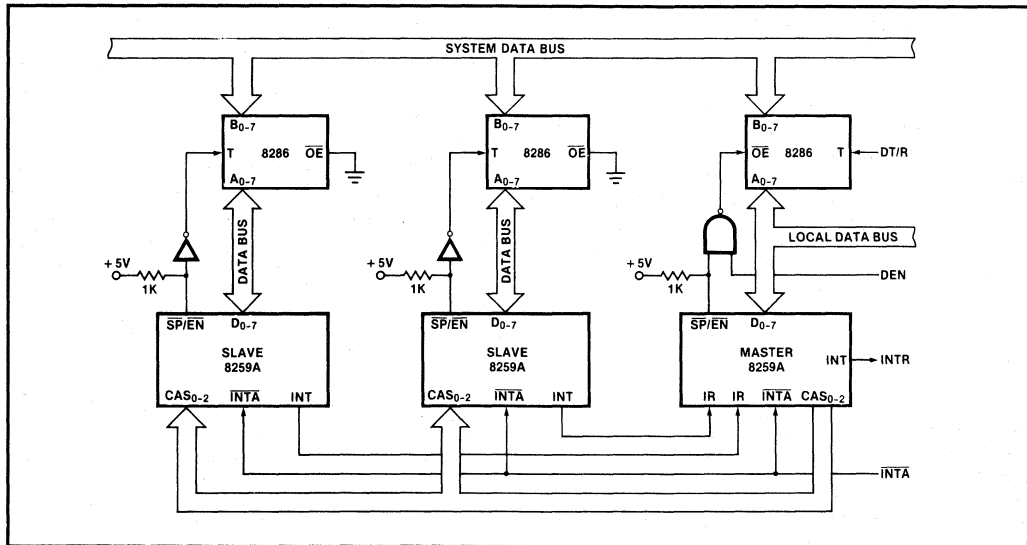 SYSTEM DATA BUS
B0-7
T 8286 OE
A0-7
B0-7
T 8286 OE
A0-7
B0-7
OE 8286 T
A0-7
DT/R
DATA BUS
DATA BUS
LOCAL DATA BUS
+5V
1K
+5V
1K
+5V
1K
DEN
SP/EN D0-7
SLAVE
8259A
CAS0-2 INTA INT
SP/EN D0-7
SLAVE
8259A
CAS0-2 INTA INT
SP/EN D0-7
MASTER
8259A
INT
INTR
IR IR INTA CAS0-2
INTA